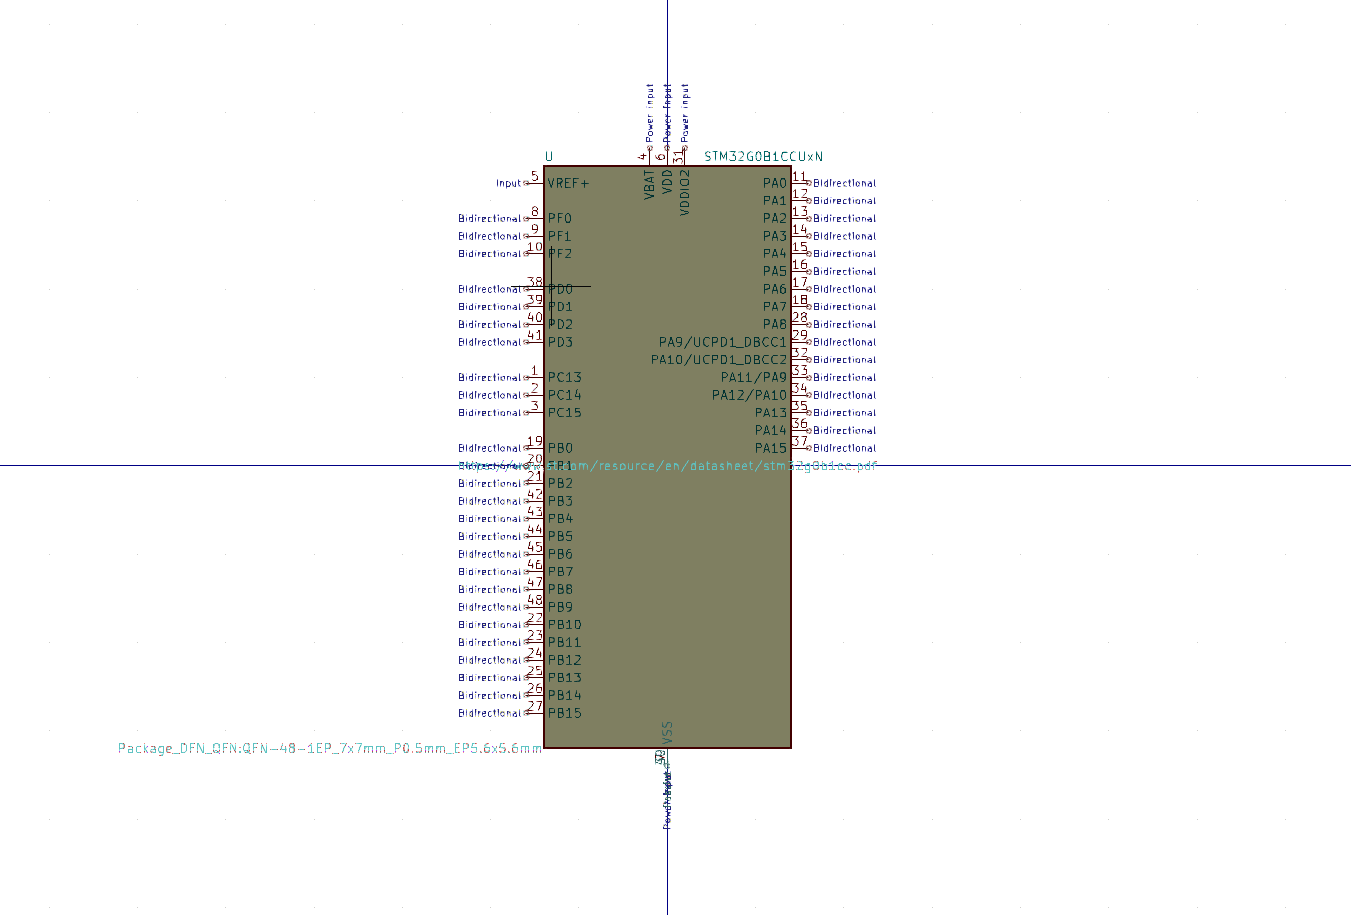 Power input Power input Power input
4 6 31
U STM32G0B1CCUxN
VBAT VDD VDDIO2
Input 5 VREF+ PA0 11 Bidirectional
PA1 12 Bidirectional
Bidirectional 8 PF0 PA2 13 Bidirectional
Bidirectional 9 PF1 PA3 14 Bidirectional
Bidirectional 10 PF2 PA4 15 Bidirectional
PA5 16 Bidirectional
Bidirectional 38 PD0 PA6 17 Bidirectional
Bidirectional 39 PD1 PA7 18 Bidirectional
Bidirectional 40 PD2 PA8 28 Bidirectional
Bidirectional 41 PD3 PA9/UCPD1_DBCC1 29 Bidirectional
PA10/UCPD1_DBCC2 32 Bidirectional
Bidirectional 1 PC13 PA11/PA9 33 Bidirectional
Bidirectional 2 PC14 PA12/PA10 34 Bidirectional
Bidirectional 3 PC15 PA13 35 Bidirectional
PA14 36 Bidirectional
Bidirectional 19 PB0 PA15 37 Bidirectional
20 PB1
https://www.st.com/resource/en/datasheet/stm32g0b1cc.pdf
Bidirectional 21 PB2
Bidirectional 42 PB3
Bidirectional 43 PB4
Bidirectional 44 PB5
Bidirectional 45 PB6
Bidirectional 46 PB7
Bidirectional 47 PB8
Bidirectional 48 PB9
Bidirectional 22 PB10
Bidirectional 23 PB11
Bidirectional 24 PB12
Bidirectional 25 PB13
Bidirectional 26 PB14
Bidirectional 27 PB15
VSS
Package_DFN_QFN:QFN-48-1EP_7x7mm_P0.5mm_EP5.6x5.6mm